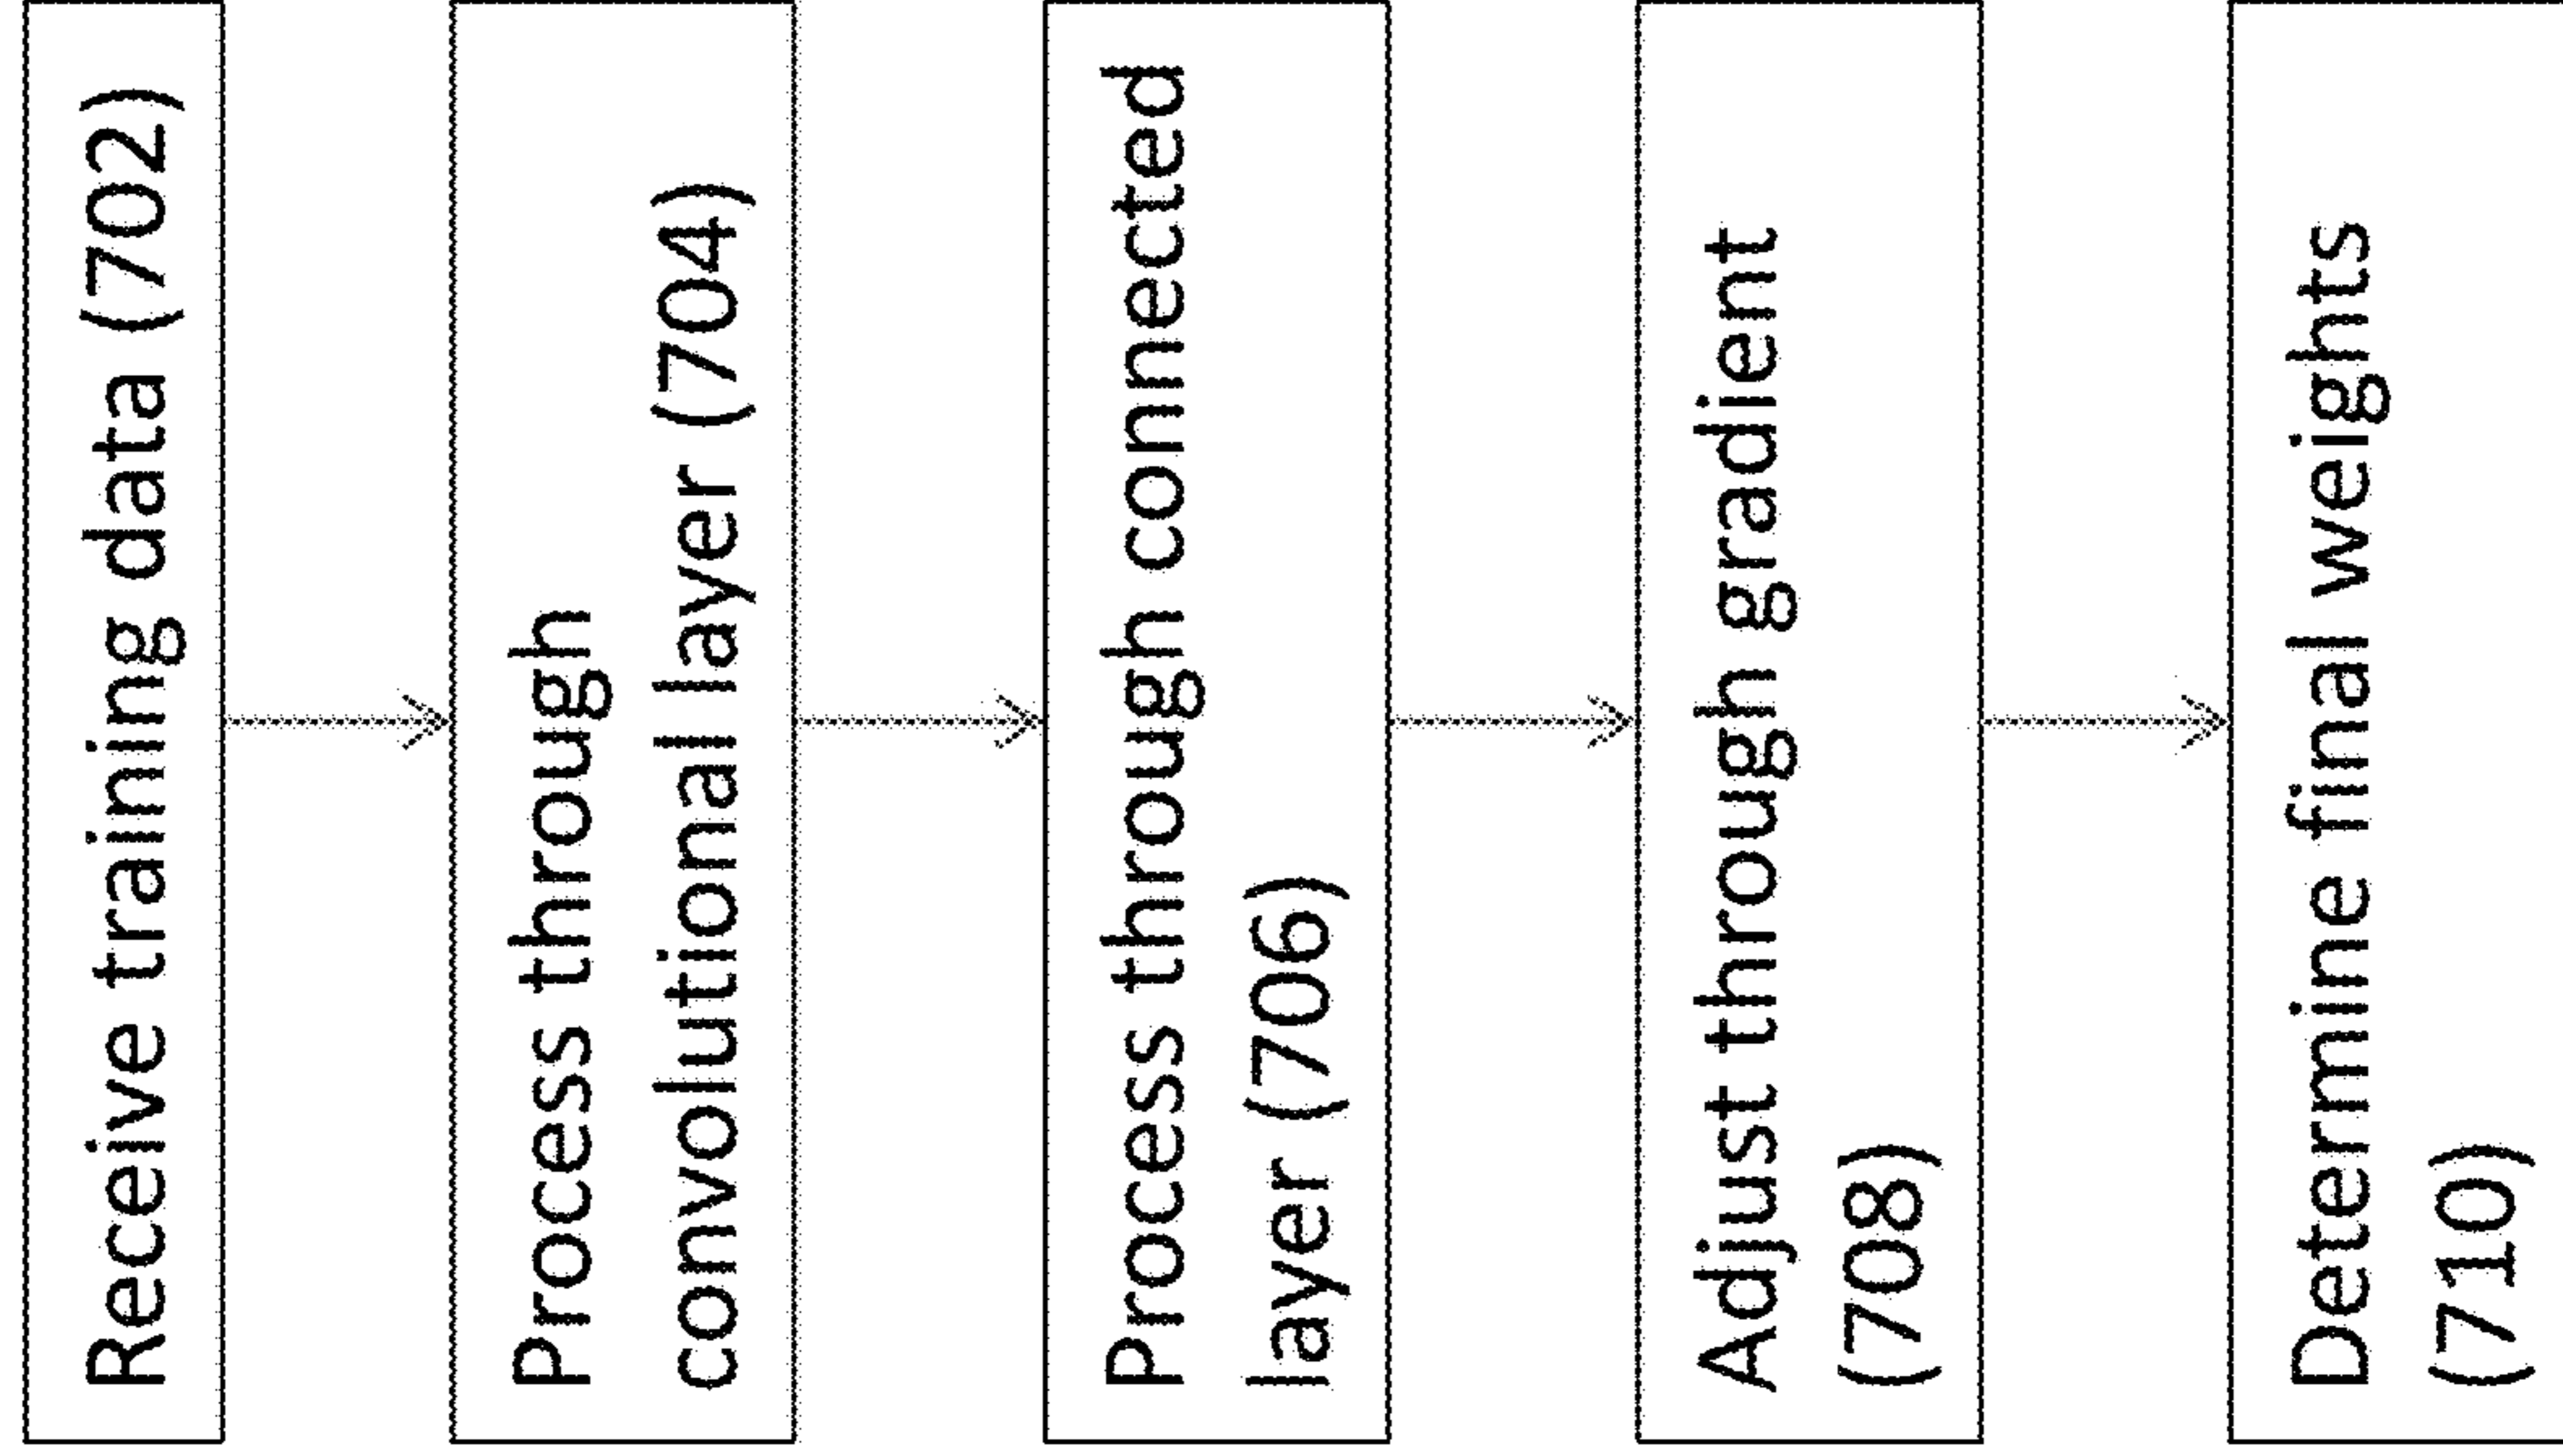 Receive training data (702)
Process through
convolutional layer (704)
Process through connected
layer (706)
Adjust through gradient
(708)
Determine final weights
(710)